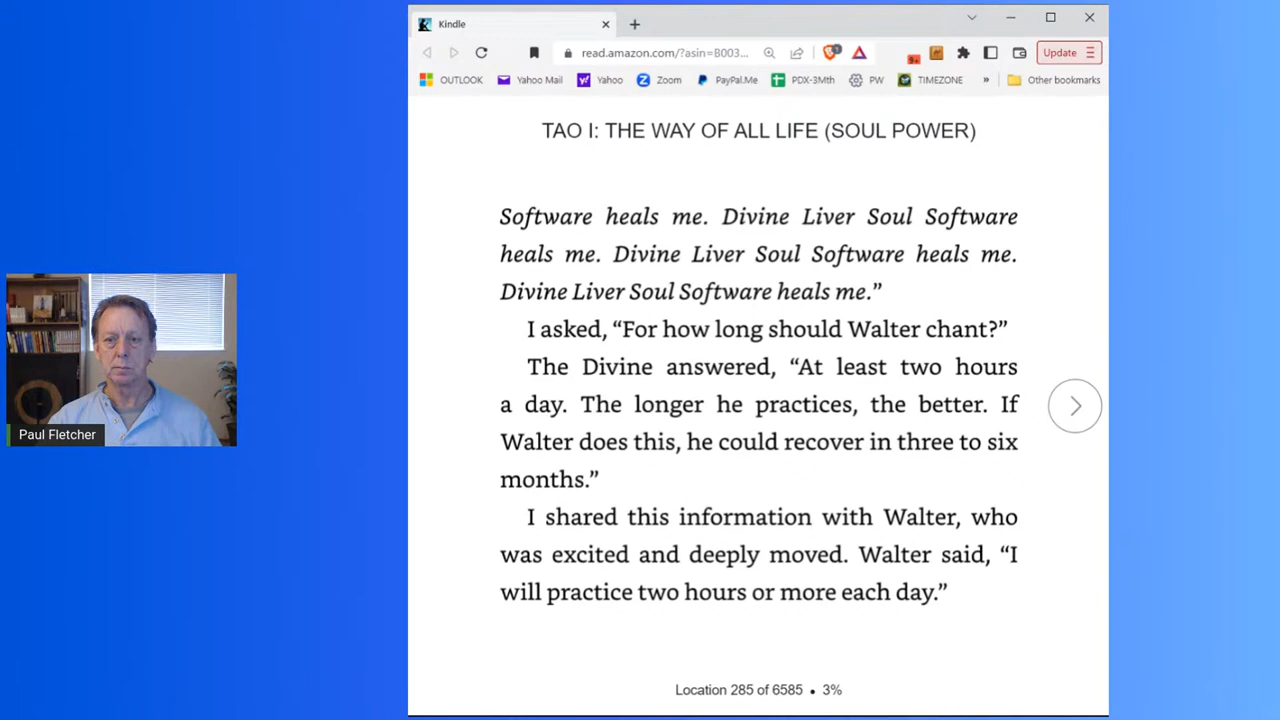 Kindle
read.amazon.com/?asin=B003...
1
9+
Update
OUTLOOK
Yahoo Mail
Yahoo
Zoom
PayPal.Me
PDX-3Mth
PW
TIMEZONE
»
Other bookmarks
TAO I: THE WAY OF ALL LIFE (SOUL POWER)
Software heals me. Divine Liver Soul Software
heals me. Divine Liver Soul Software heals me.
Divine Liver Soul Software heals me.”
I asked, “For how long should Walter chant?”
The Divine answered, “At least two hours
a day. The longer he practices, the better. If
Walter does this, he could recover in three to six
months.”
I shared this information with Walter, who
was excited and deeply moved. Walter said, “I
will practice two hours or more each day.”
Location 285 of 6585 • 3%
Paul Fletcher